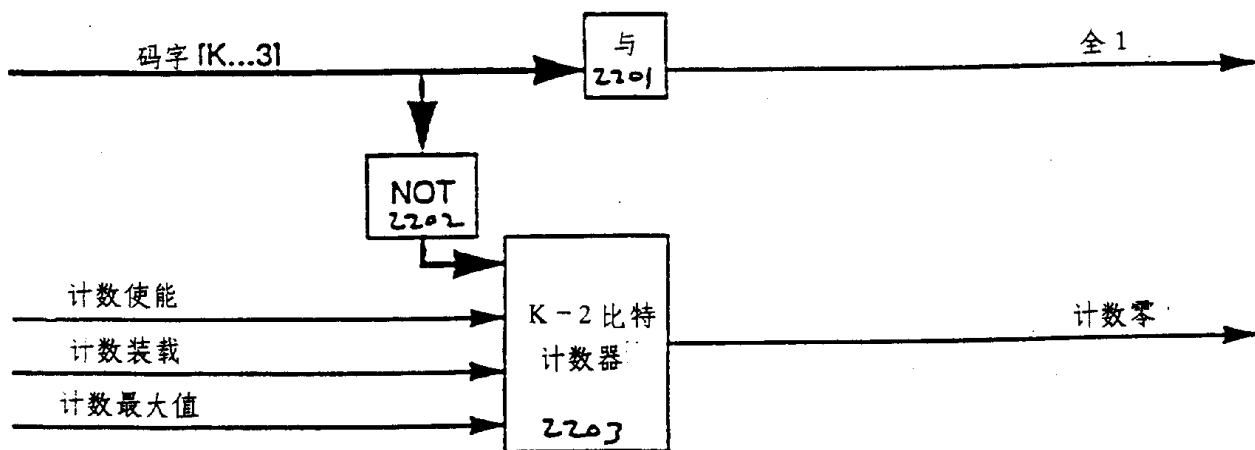 码字 [K...3]
与
2201
全1
NOT
2202
计数使能
计数装载
计数最大值
K-2比特
计数器
2203
计数零